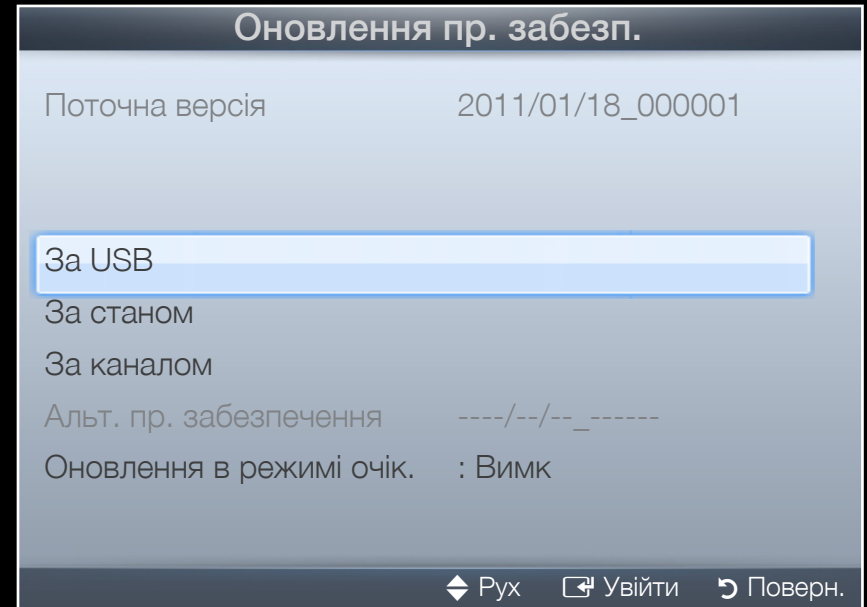 Оновлення пр. забезп.
Поточна версія 2011/01/18_000001
За USB
За станом
За каналом
Альт. пр. забезпечення ----/--/--_------
Оновлення в режимі очік. : Вимк
Рух Увійти Поверн.